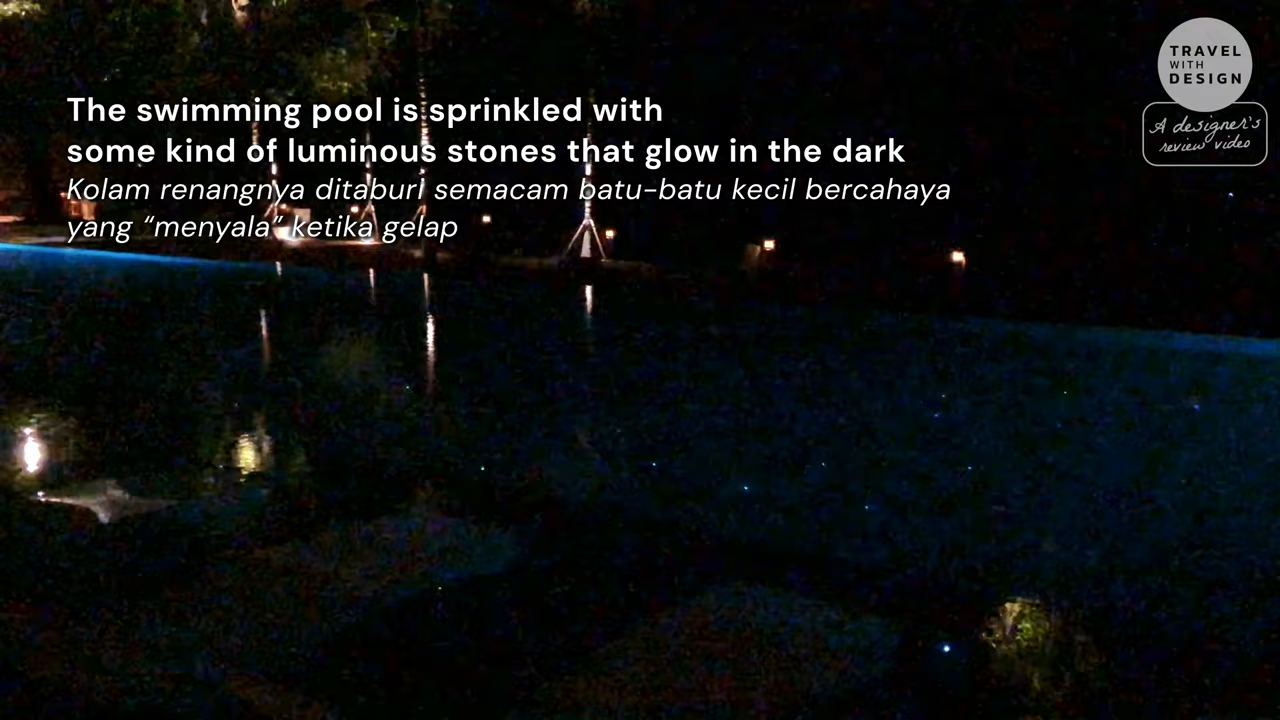 TRAVEL
WITH
DESIGN
A designer's
review video
The swimming pool is sprinkled with
some kind of luminous stones that glow in the dark
Kolam renangnya ditaburi semacam batu-batu kecil bercahaya
yang “menyala” ketika gelap